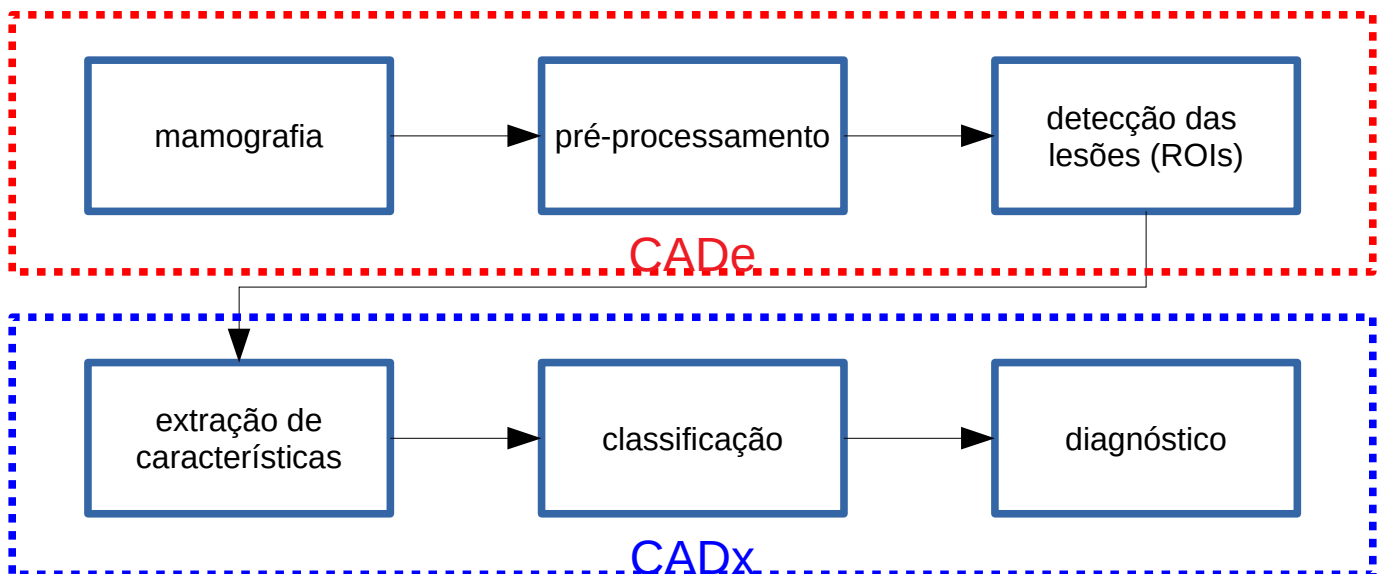 mamografia
pré-processamento
detecção das
lesões (ROIs)
CADe
extração de
características
classificação
diagnóstico
CADx